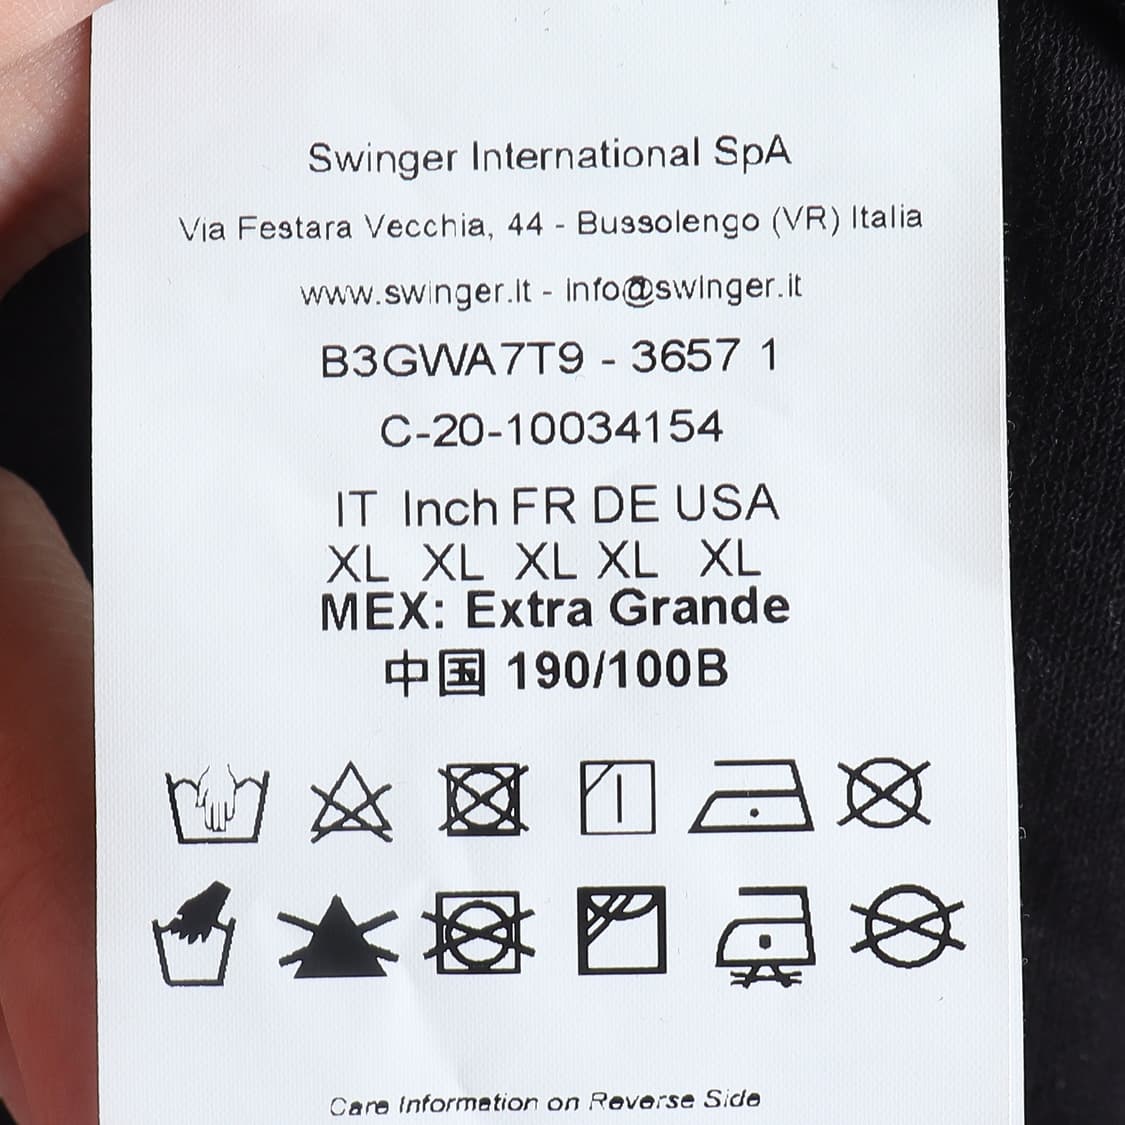 Swinger International SpA
Via Festara Vecchia, 44 - Bussolengo (VR) Italia
www.swinger.it - info@swinger.it
B3GWA7T9 - 3657 1
C-20-10034154
IT Inch FR DE USA
XL XL XL XL XL
MEX: Extra Grande
中国 190/100B
Care Information on Reverse Side